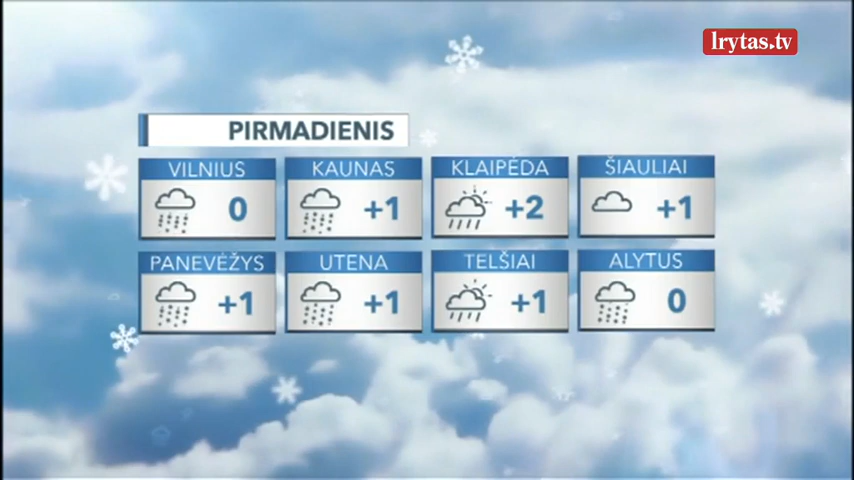 lrytas.tv
PIRMADIENIS
VILNIUS KAUNAS KLAIPĖDA ŠIAULIAI
0 +1 +2 +1
PANEVĖŽYS UTENA TELŠIAI ALYTUS
+1 +1 +1 0